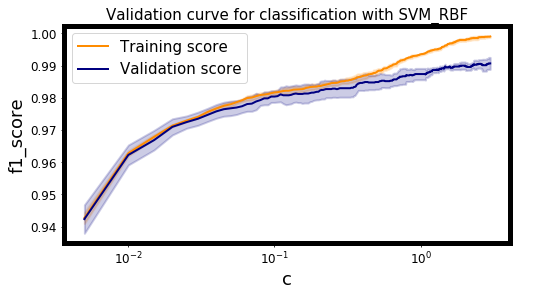 Validation curve for classification with SVM_RBF
Training score
Validation score
f1_score
1.00
0.99
0.98
0.97
0.96
0.95
0.94
10⁻² 10⁻¹ 10⁰
c